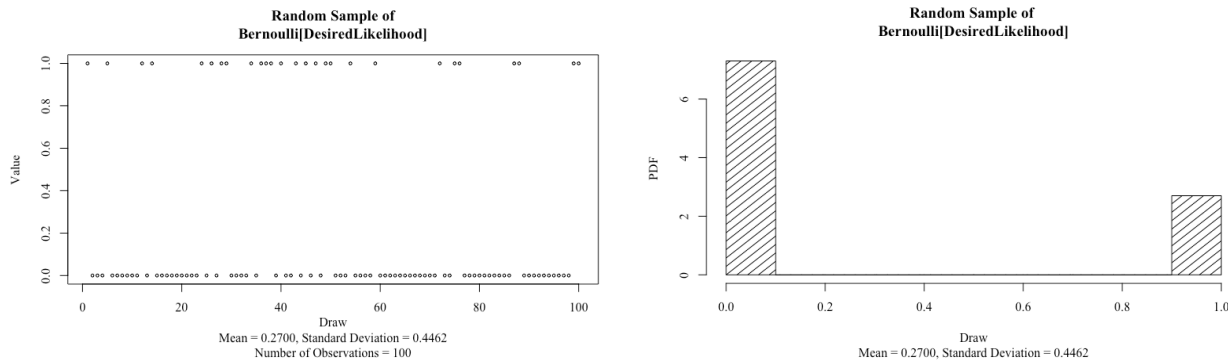 Random Sample of
Bernoulli[DesiredLikelihood]
Value
0.0
0.2
0.4
0.6
0.8
1.0
0
20
40
60
80
100
Draw
Mean = 0.2700, Standard Deviation = 0.4462
Number of Observations = 100
Random Sample of
Bernoulli[DesiredLikelihood]
PDF
0
2
4
6
0.0
0.2
0.4
0.6
0.8
1.0
Draw
Mean = 0.2700, Standard Deviation = 0.4462